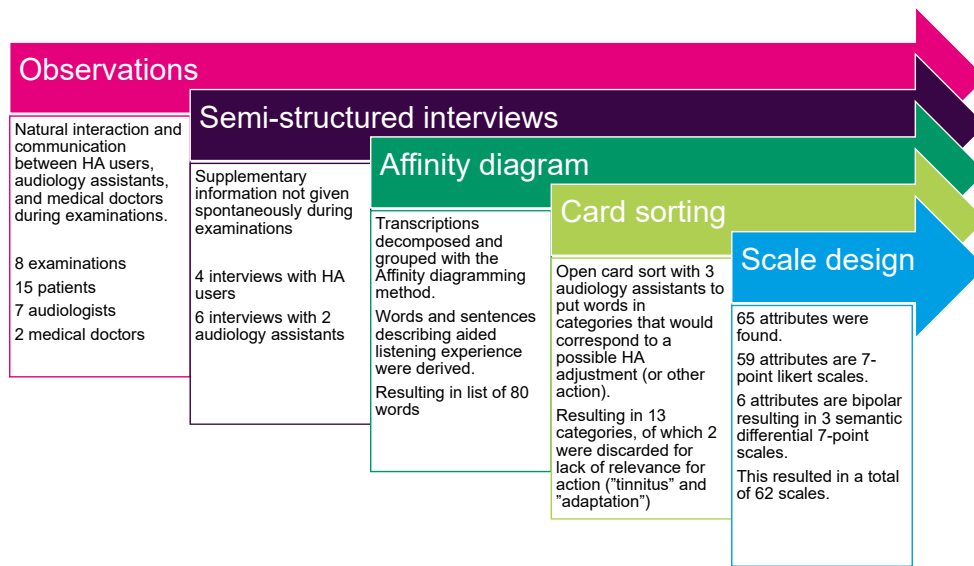 Observations
Natural interaction and
communication
between HA users,
audiology assistants,
and medical doctors
during examinations.
8 examinations
15 patients
7 audiologists
2 medical doctors
Semi-structured interviews
Supplementary
information not given
spontaneously during
examinations
4 interviews with HA
users
6 interviews with 2
audiology assistants
Affinity diagram
Transcriptions
decomposed and
grouped with the
Affinity diagramming
method.
Words and sentences
describing aided
listening experience
were derived.
Resulting in list of 80
words
Card sorting
Open card sort with 3
audiology assistants to
put words in
categories that would
correspond to a
possible HA
adjustment (or other
action).
Resulting in 13
categories, of which 2
were discarded for
lack of relevance for
action ("tinnitus" and
"adaptation")
Scale design
65 attributes were
found.
59 attributes are 7-
point likert scales.
6 attributes are bipolar
resulting in 3 semantic
differential 7-point
scales.
This resulted in a total
of 62 scales.